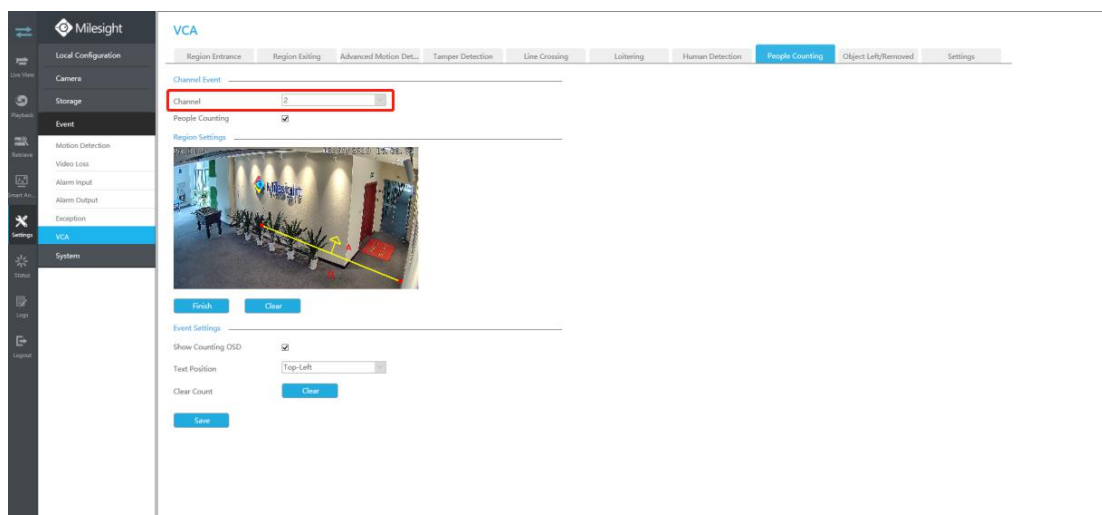 Milesight
VCA
Local Configuration
Region Entrance
Region Exiting
Advanced Motion Det...
Tamper Detection
Line Crossing
Loitering
Human Detection
People Counting
Object Left/Removed
Settings
Live View
Camera
Channel Event
Storage
Channel
2
Playback
People Counting
Event
Region Settings
Motion Detection
Retrieve
Video Loss
Alarm Input
Smart An...
Alarm Output
Exception
Settings
VCA
System
Status
Milesight
A
Finish
Clear
Logs
Event Settings
Show Counting OSD
Logout
Text Position
Top-Left
Clear Count
Clear
Save